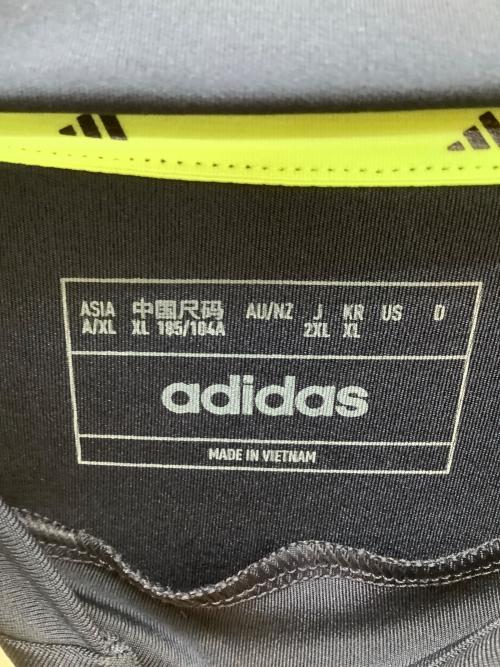 ASIA 中国尺码 AU/NZ J KR US D
A/XL XL 185/104A 2XL XL
adidas
MADE IN VIETNAM